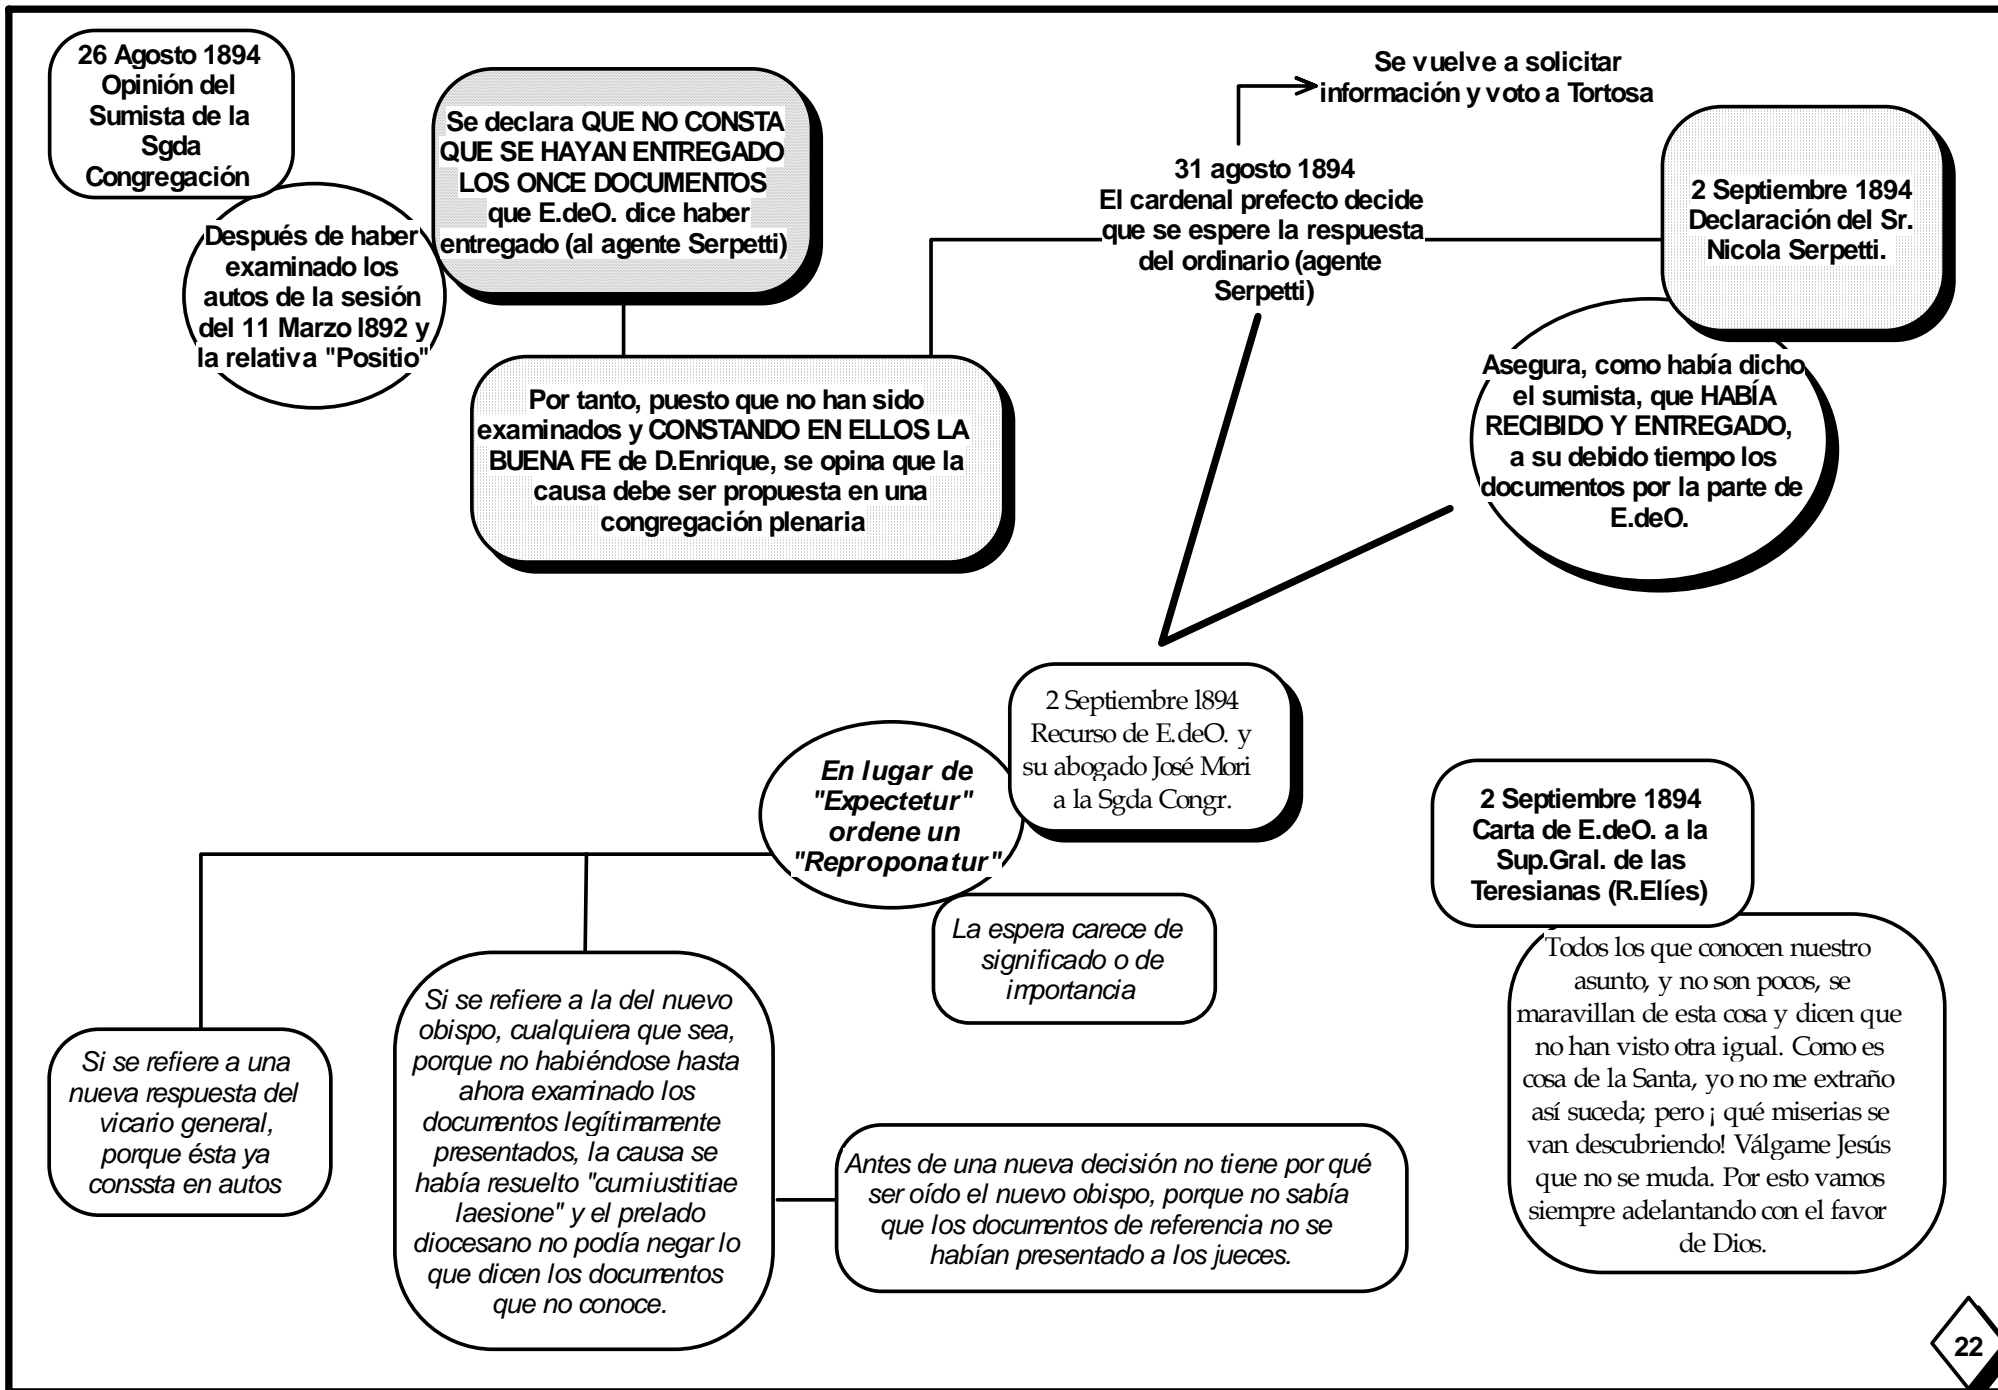 26 Agosto 1894
Opinión del
Sumista de la
Sgda
Congregación
Después de haber
examinado los
autos de la sesión
del 11 Marzo l892 y
la relativa "Positio"
Se declara QUE NO CONSTA
QUE SE HAYAN ENTREGADO
LOS ONCE DOCUMENTOS
que E.deO. dice haber
entregado (al agente Serpetti)
Por tanto, puesto que no han sido
examinados y CONSTANDO EN ELLOS LA
BUENA FE de D.Enrique, se opina que la
causa debe ser propuesta en una
congregación plenaria
Se vuelve a solicitar
información y voto a Tortosa
31 agosto 1894
El cardenal prefecto decide
que se espere la respuesta
del ordinario (agente
Serpetti)
2 Septiembre 1894
Declaración del Sr.
Nicola Serpetti.
Asegura, como había dicho
el sumista, que HABÍA
RECIBIDO Y ENTREGADO,
a su debido tiempo los
documentos por la parte de
E.deO.
2 Septiembre l894
Recurso de E.deO. y
su abogado José Mori
a la Sgda Congr.
En lugar de
"Expectetur"
ordene un
"Reproponatur"
La espera carece de
significado o de
importancia
Si se refiere a una
nueva respuesta del
vicario general,
porque ésta ya
conssta en autos
Si se refiere a la del nuevo
obispo, cualquiera que sea,
porque no habiéndose hasta
ahora examinado los
documentos legítimamente
presentados, la causa se
había resuelto "cumiustitiae
laesione" y el prelado
diocesano no podía negar lo
que dicen los documentos
que no conoce.
Antes de una nueva decisión no tiene por qué
ser oído el nuevo obispo, porque no sabía
que los documentos de referencia no se
habían presentado a los jueces.
2 Septiembre 1894
Carta de E.deO. a la
Sup.Gral. de las
Teresianas (R.Elíes)
Todos los que conocen nuestro
asunto, y no son pocos, se
maravillan de esta cosa y dicen que
no han visto otra igual. Como es
cosa de la Santa, yo no me extraño
así suceda; pero ¡ qué miserias se
van descubriendo! Válgame Jesús
que no se muda. Por esto vamos
siempre adelantando con el favor
de Dios.
22